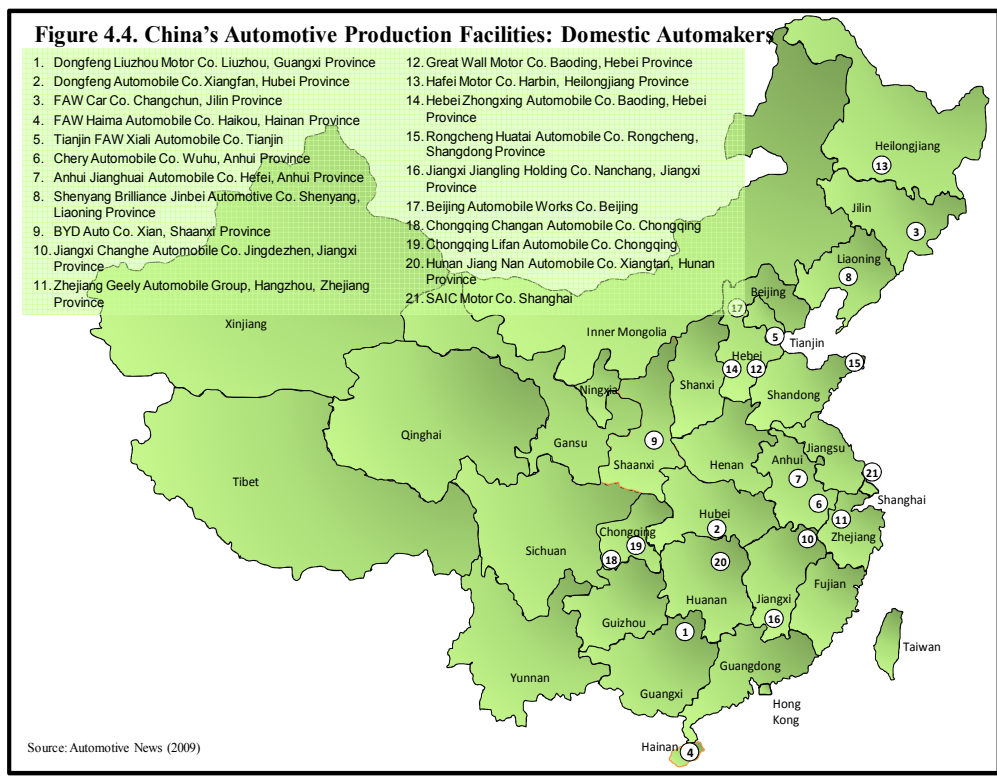 Figure 4.4. China's Automotive Production Facilities: Domestic Automakers
1. Dongfeng Liuzhou Motor Co. Liuzhou, Guangxi Province
2. Dongfeng Automobile Co. Xiangfan, Hubei Province
3. FAW Car Co. Changchun, Jilin Province
4. FAW Haima Automobile Co. Haikou, Hainan Province
5. Tianjin FAW Xiali Automobile Co. Tianjin
6. Chery Automobile Co. Wuhu, Anhui Province
7. Anhui Jianghuai Automobile Co. Hefei, Anhui Province
8. Shenyang Brilliance Jinbei Automotive Co. Shenyang,
Liaoning Province
9. BYD Auto Co. Xian, Shaanxi Province
10. Jiangxi Changhe Automobile Co. Jingdezhen, Jiangxi
Province
11. Zhejiang Geely Automobile Group, Hangzhou, Zhejiang
Province
12. Great Wall Motor Co. Baoding, Hebei Province
13. Hafei Motor Co. Harbin, Heilongjiang Province
14. Hebei Zhongxing Automobile Co. Baoding, Hebei
Province
15. Rongcheng Huatai Automobile Co. Rongcheng,
Shangdong Province
16. Jiangxi Jiangling Holding Co. Nanchang, Jiangxi
Province
17. Beijing Automobile Works Co. Beijing
18. Chongqing Changan Automobile Co. Chongqing
19. Chongqing Lifan Automobile Co. Chongqing
20. Hunan Jiang Nan Automobile Co. Xiangtan, Hunan
Province
21. SAIC Motor Co. Shanghai
Heilongjiang
13
Jilin
3
Liaoning
8
Beijing
17
Xinjiang
Inner Mongolia
5
Tianjin
Hebei
14
12
15
Shanxi
Ningxia
Shandong
Qinghai
Gansu
9
Shaanxi
Henan
Jiangsu
Anhui
7
21
Shanghai
Tibet
6
Hubei
2
11
Zhejiang
10
Chongqing
19
18
Sichuan
20
Fujian
Huanan
Jiangxi
16
Guizhou
1
Taiwan
Guangdong
Yunnan
Guangxi
Hong
Kong
Hainan
4
Source: Automotive News (2009)